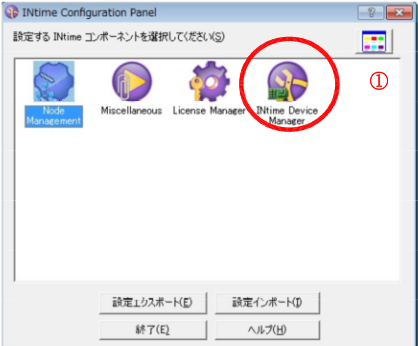 INtime Configuration Panel
設定する INtime コンポーネントを選択してください(S)
Node Management
Miscellaneous
License Manager
INtime Device Manager
①
設定エクスポート(E)
設定インポート(I)
終了(E)
ヘルプ(H)